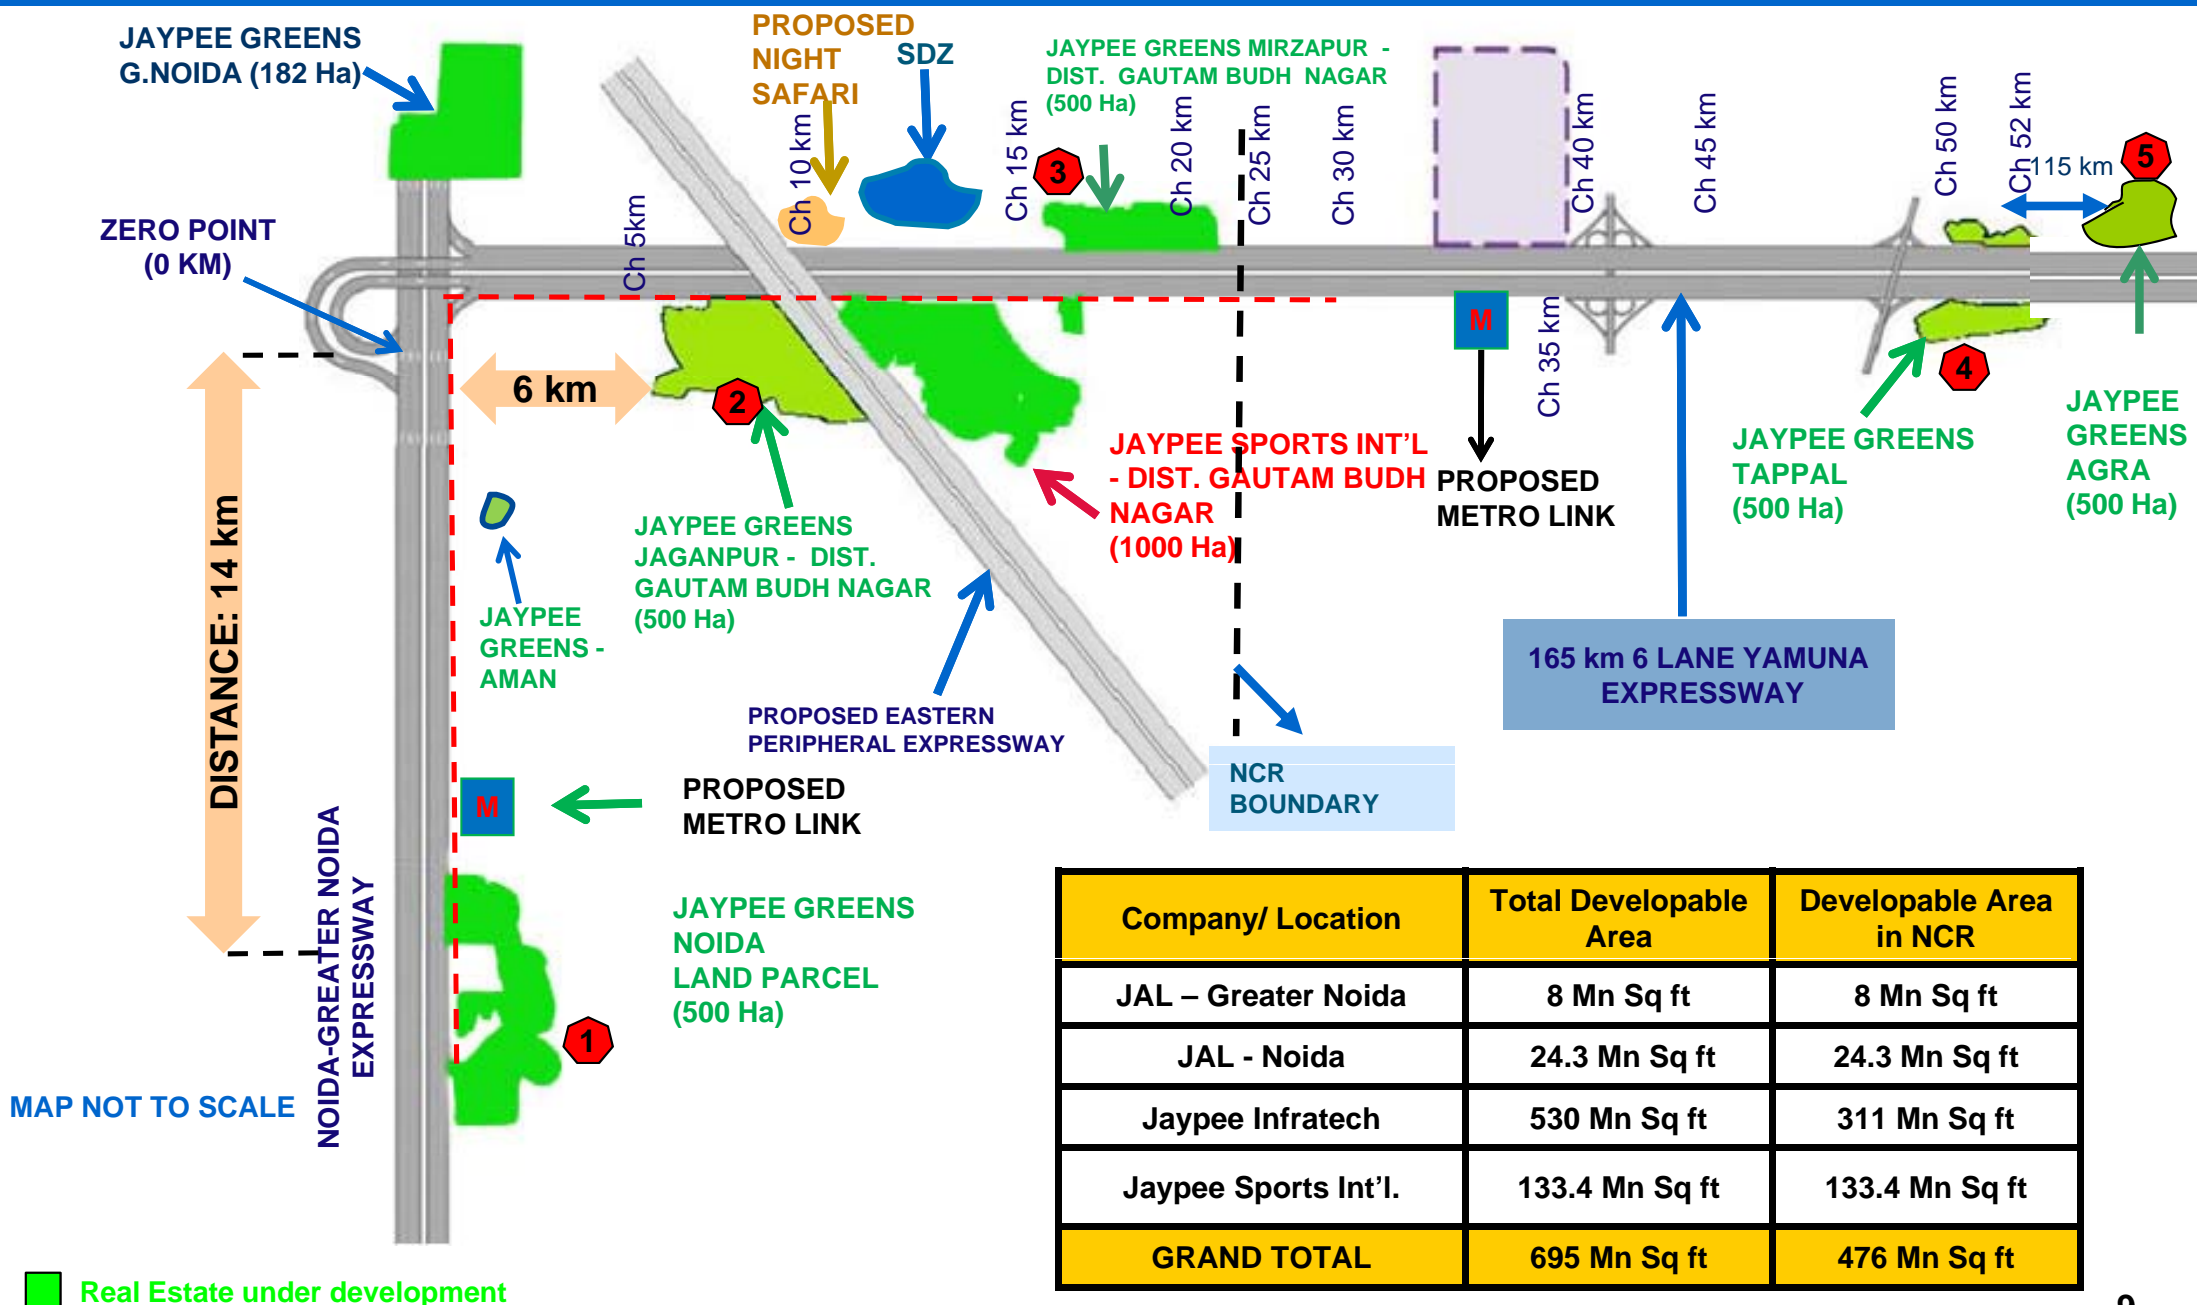 JAYPEE GREENS
G.NOIDA (182 Ha)
PROPOSED
NIGHT
SAFARI
SDZ
JAYPEE GREENS MIRZAPUR -
DIST. GAUTAM BUDH NAGAR
(500 Ha)
Ch 5km
Ch 10 km
Ch 15 km
3
Ch 20 km
Ch 25 km
Ch 30 km
Ch 35 km
Ch 40 km
Ch 45 km
Ch 50 km
Ch 52 km
115 km
5
ZERO POINT
(0 KM)
6 km
2
M
4
DISTANCE: 14 km
JAYPEE GREENS
JAGANPUR - DIST.
GAUTAM BUDH NAGAR
(500 Ha)
JAYPEE SPORTS INT'L
- DIST. GAUTAM BUDH
NAGAR
(1000 Ha)
PROPOSED
METRO LINK
JAYPEE GREENS
TAPPAL
(500 Ha)
JAYPEE
GREENS
AGRA
(500 Ha)
JAYPEE
GREENS -
AMAN
PROPOSED EASTERN
PERIPHERAL EXPRESSWAY
165 km 6 LANE YAMUNA
EXPRESSWAY
NCR
BOUNDARY
M
PROPOSED
METRO LINK
NOIDA-GREATER NOIDA
EXPRESSWAY
JAYPEE GREENS
NOIDA
LAND PARCEL
(500 Ha)
1
MAP NOT TO SCALE
Company/ Location Total Developable Area Developable Area in NCR
JAL – Greater Noida 8 Mn Sq ft 8 Mn Sq ft
JAL - Noida 24.3 Mn Sq ft 24.3 Mn Sq ft
Jaypee Infratech 530 Mn Sq ft 311 Mn Sq ft
Jaypee Sports Int'l. 133.4 Mn Sq ft 133.4 Mn Sq ft
GRAND TOTAL 695 Mn Sq ft 476 Mn Sq ft
Real Estate under development